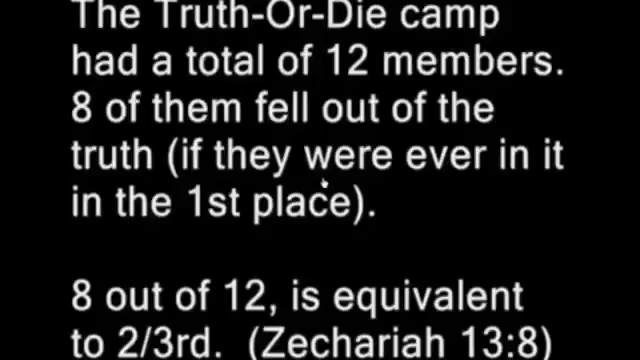 The Truth-Or-Die camp
had a total of 12 members.
8 of them fell out of the
truth (if they were ever in it
in the 1st place).
8 out of 12, is equivalent
to 2/3rd. (Zechariah 13:8)